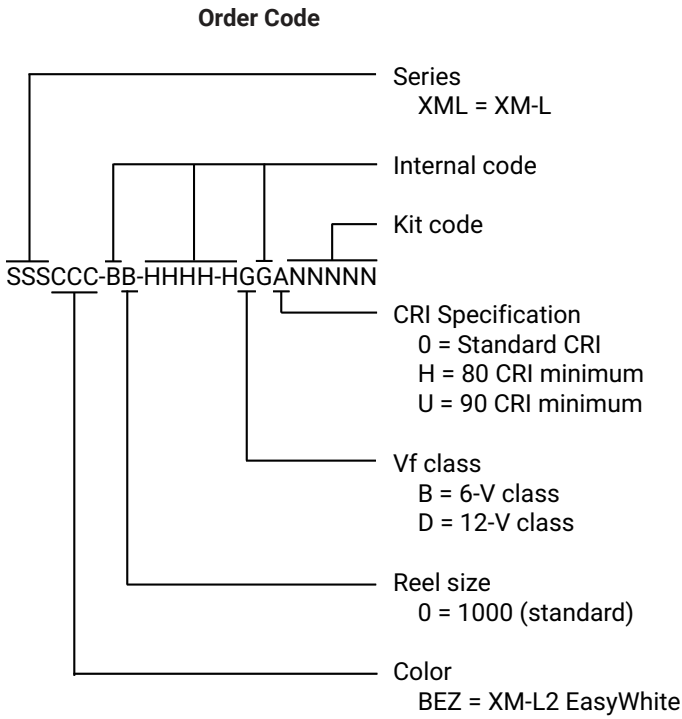 Order Code
Series
XML = XM-L
Internal code
Kit code
SSSCCC-BB-HHHH-HGGANNNNN
CRI Specification
0 = Standard CRI
H = 80 CRI minimum
U = 90 CRI minimum
Vf class
B = 6-V class
D = 12-V class
Reel size
0 = 1000 (standard)
Color
BEZ = XM-L2 EasyWhite